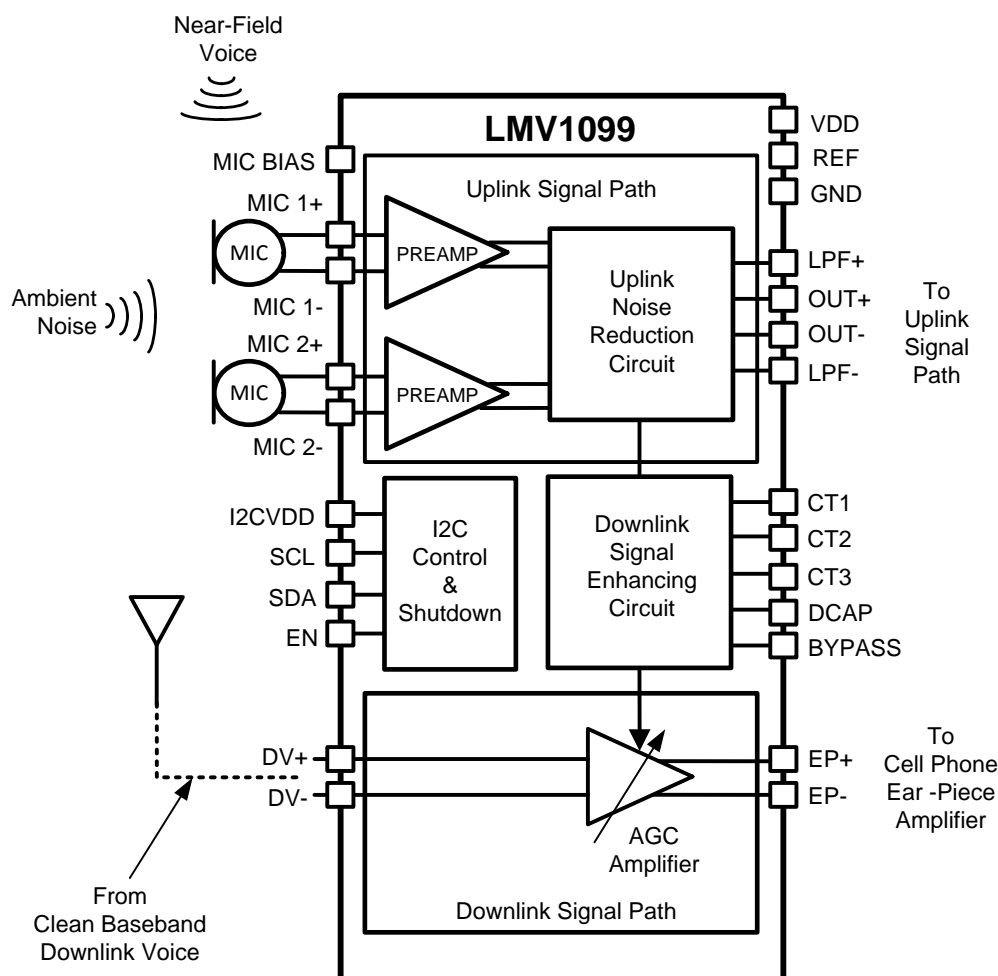 Near-Field
Voice
LMV1099
MIC BIAS
MIC 1+
MIC
MIC 1-
Ambient
Noise
MIC 2+
MIC
MIC 2-
Uplink Signal Path
PREAMP
PREAMP
Uplink
Noise
Reduction
Circuit
VDD
REF
GND
LPF+
OUT+
OUT-
LPF-
To
Uplink
Signal
Path
I2CVDD
SCL
SDA
EN
I2C
Control
&
Shutdown
Downlink
Signal
Enhancing
Circuit
CT1
CT2
CT3
DCAP
BYPASS
DV+
DV-
AGC
Amplifier
Downlink Signal Path
EP+
EP-
To
Cell Phone
Ear -Piece
Amplifier
From
Clean Baseband
Downlink Voice